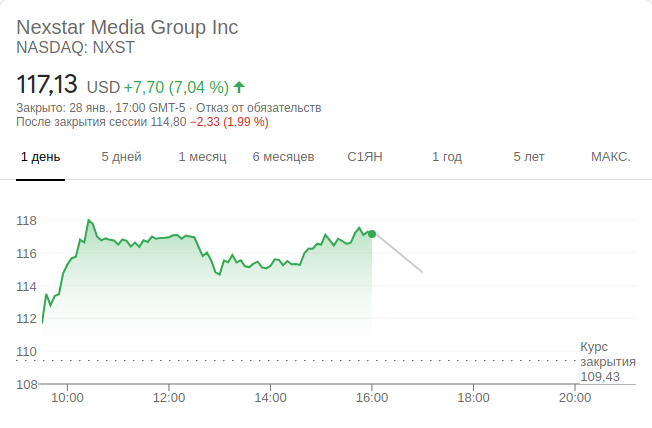 Nexstar Media Group Inc
NASDAQ: NXST
117,13 USD +7,70 (7,04 %)
Закрыто: 28 янв., 17:00 GMT-5 · Отказ от обязательств
После закрытия сессии 114,80 −2,33 (1,99 %)
1 день 5 дней 1 месяц 6 месяцев С1ЯН 1 год 5 лет МАКС.
118
116
114
112
110
108
Курс
закрытия
109,43
10:00 12:00 14:00 16:00 18:00 20:00